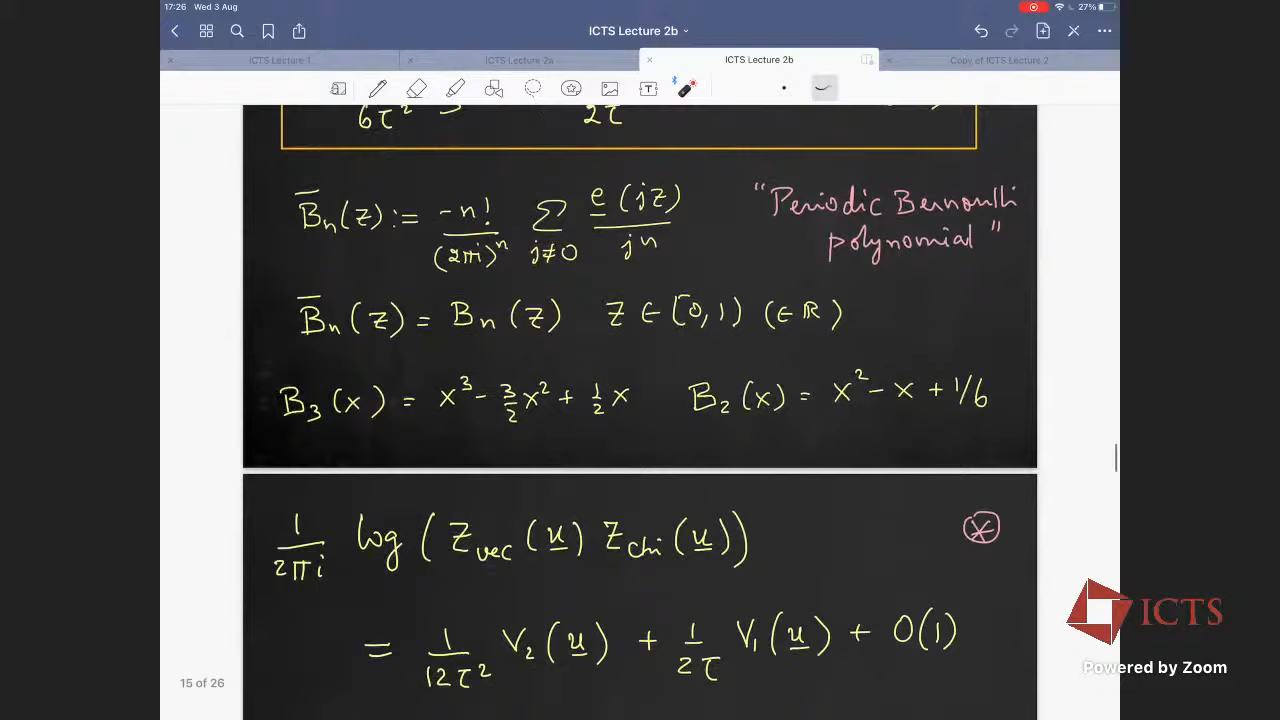 17:26 Wed 3 Aug
27%
ICTS Lecture 2b
ICTS Lecture 1
ICTS Lecture 2a
ICTS Lecture 2b
Copy of ICTS Lecture 2
6τ² 2τ
B̅ₙ(z) := -n!/(2πi)ⁿ ∑_{j≠0} e(jz)/jⁿ
"Periodic Bernoulli
polynomial"
B̅ₙ(z) = Bₙ(z) z ∈ [0,1) (∈ ℝ)
B₃(x) = x³ - 3/2 x² + 1/2 x B₂(x) = x² - x + 1/6
1/2πi log (Z_vec(u) Z_chi(u))
= 1/12τ² V₂(u) + 1/2τ V₁(u) + O(1)
15 of 26
ICTS
Powered by Zoom